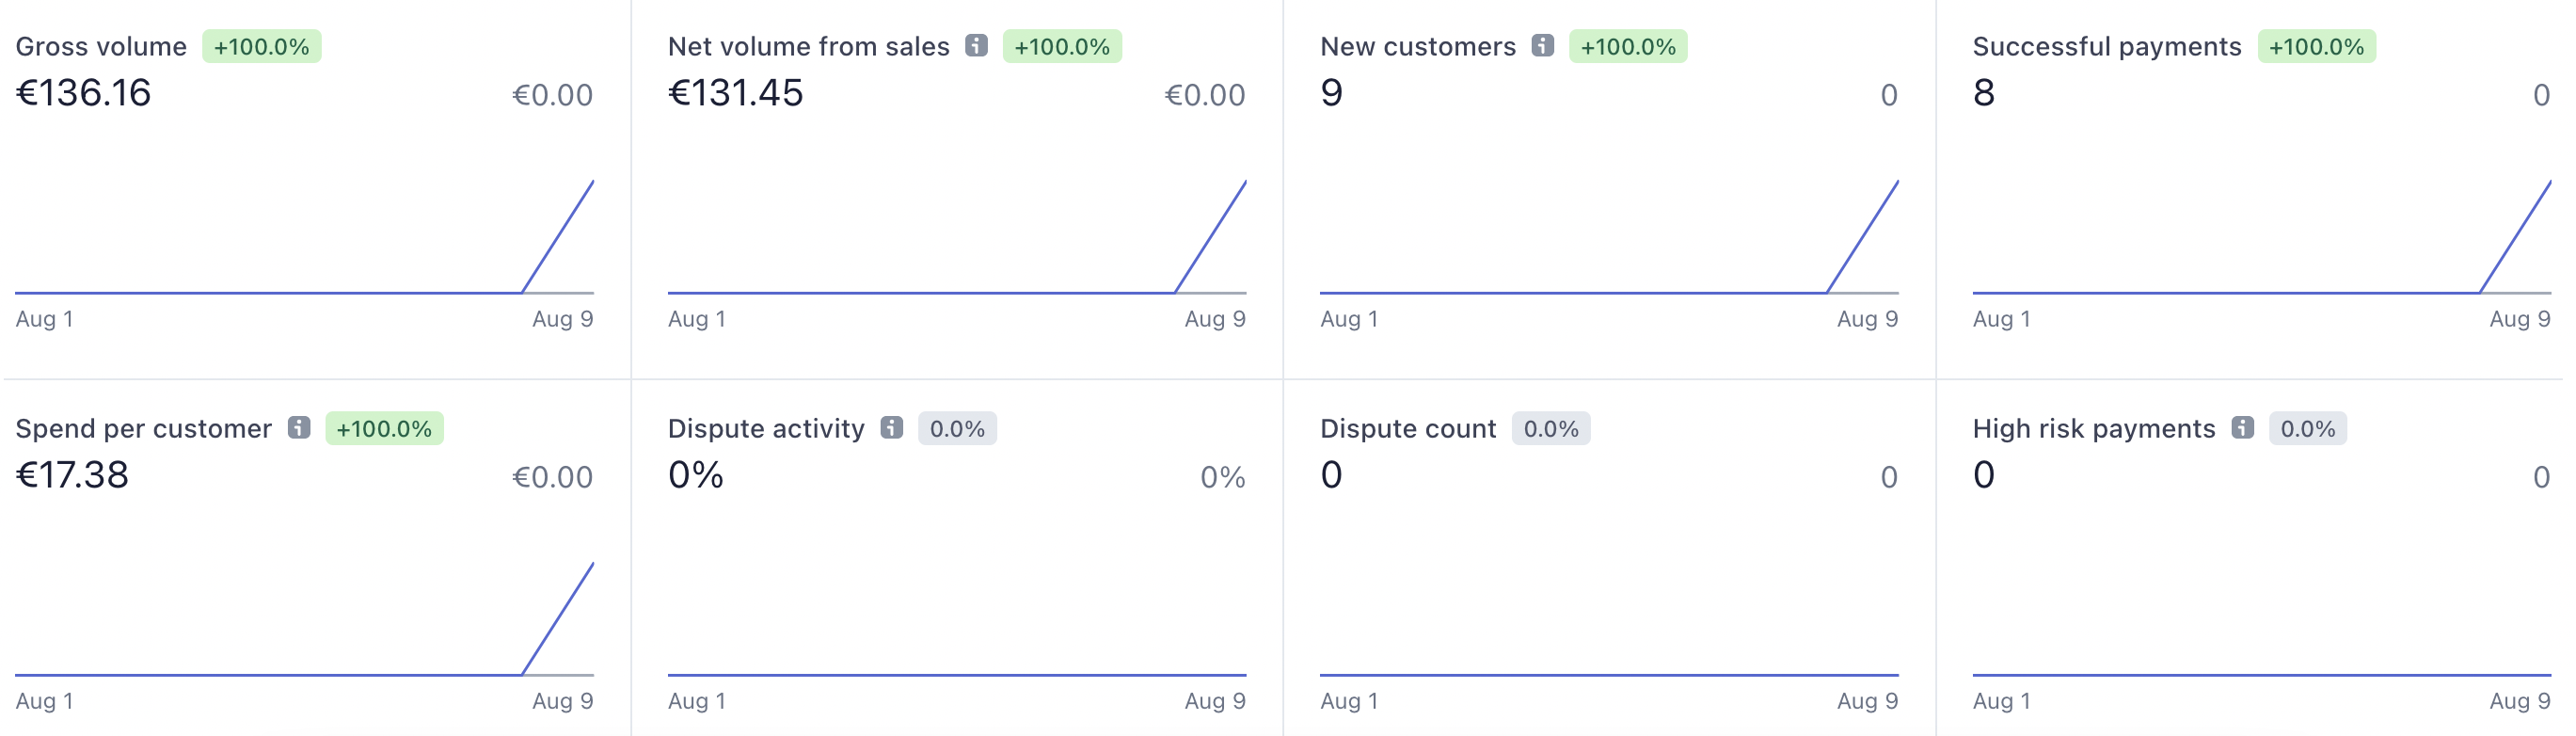 Gross volume +100.0%
€136.16 €0.00
Aug 1 Aug 9
Net volume from sales +100.0%
€131.45 €0.00
Aug 1 Aug 9
New customers +100.0%
9 0
Aug 1 Aug 9
Successful payments +100.0%
8 0
Aug 1 Aug 9
Spend per customer +100.0%
€17.38 €0.00
Aug 1 Aug 9
Dispute activity 0.0%
0% 0%
Aug 1 Aug 9
Dispute count 0.0%
0 0
Aug 1 Aug 9
High risk payments 0.0%
0 0
Aug 1 Aug 9